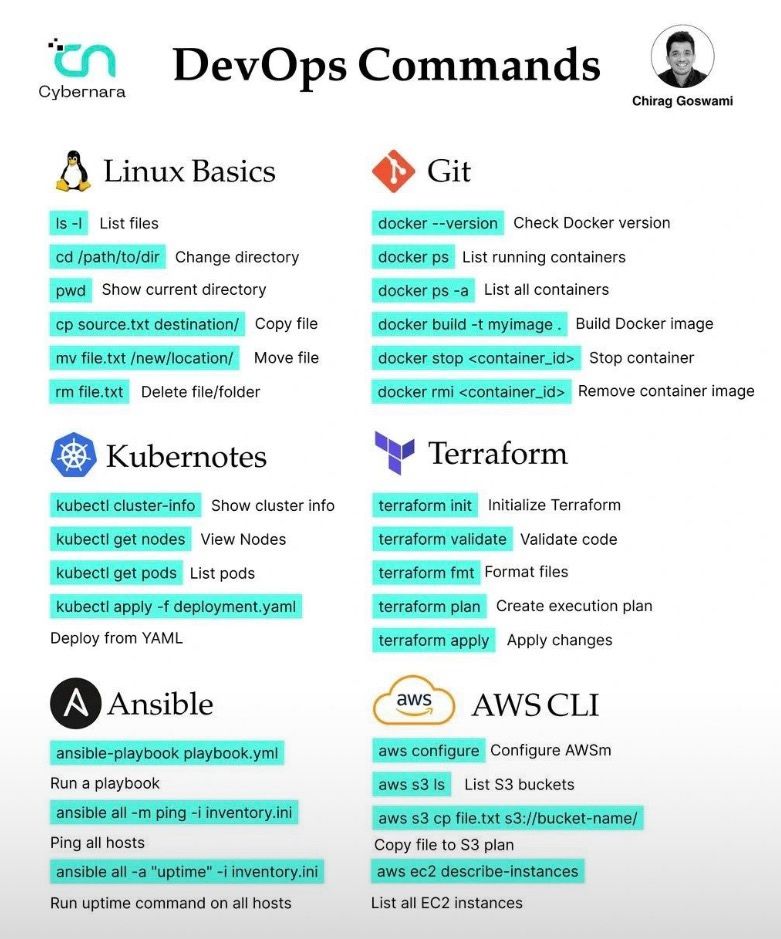 Cybernara
DevOps Commands
Chirag Goswami
Linux Basics
ls -l List files
cd /path/to/dir Change directory
pwd Show current directory
cp source.txt destination/ Copy file
mv file.txt /new/location/ Move file
rm file.txt Delete file/folder
Git
docker --version Check Docker version
docker ps List running containers
docker ps -a List all containers
docker build -t myimage . Build Docker image
docker stop <container_id> Stop container
docker rmi <container_id> Remove container image
Kubernotes
kubectl cluster-info Show cluster info
kubectl get nodes View Nodes
kubectl get pods List pods
kubectl apply -f deployment.yaml
Deploy from YAML
Terraform
terraform init Initialize Terraform
terraform validate Validate code
terraform fmt Format files
terraform plan Create execution plan
terraform apply Apply changes
Ansible
ansible-playbook playbook.yml
Run a playbook
ansible all -m ping -i inventory.ini
Ping all hosts
ansible all -a "uptime" -i inventory.ini
Run uptime command on all hosts
aws
AWS CLI
aws configure Configure AWSm
aws s3 ls List S3 buckets
aws s3 cp file.txt s3://bucket-name/
Copy file to S3 plan
aws ec2 describe-instances
List all EC2 instances